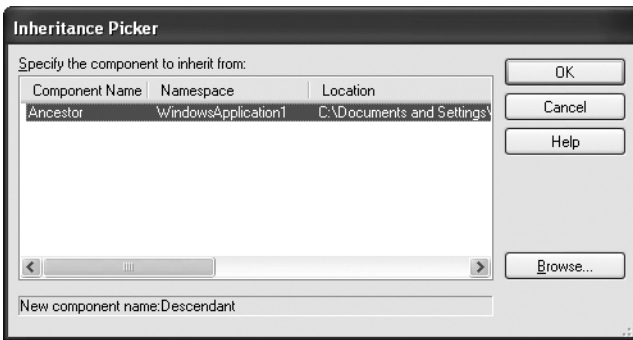 Inheritance Picker
Specify the component to inherit from:
Component Name Namespace Location
Ancestor WindowsApplication1 C:\Documents and Settings\
OK
Cancel
Help
Browse...
New component name:Descendant